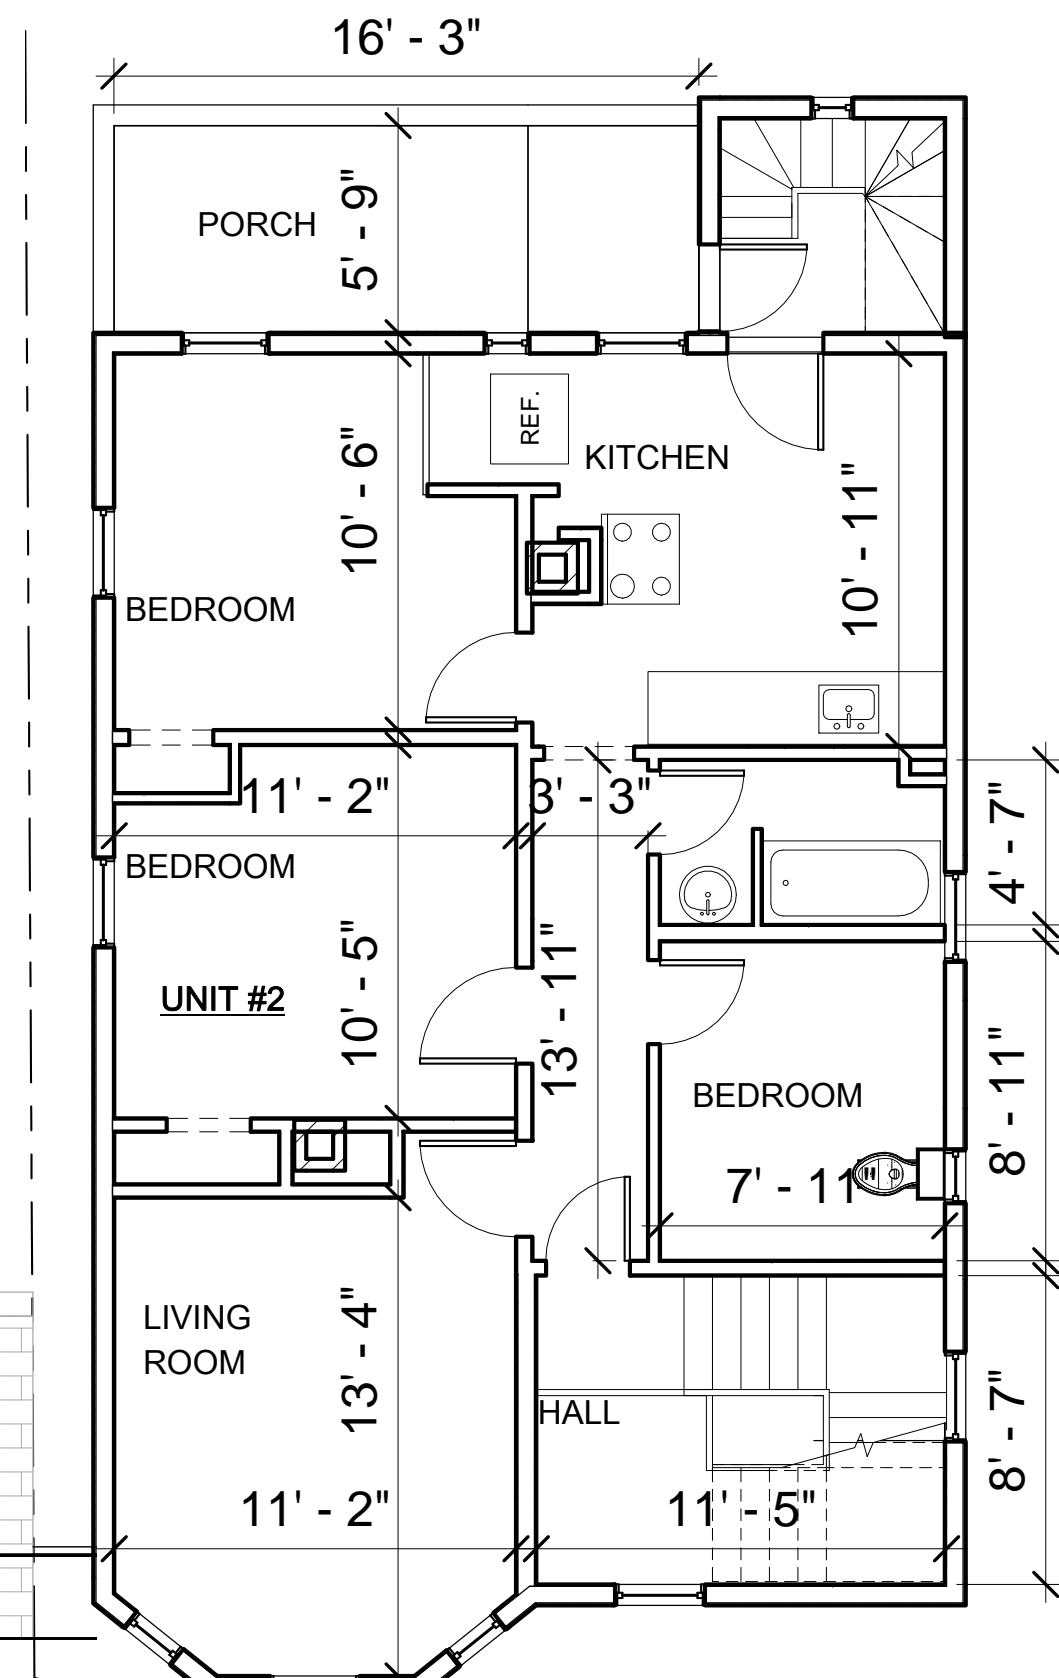 16' - 3"
PORCH
5' - 9"
REF.
KITCHEN
10' - 6"
10' - 11"
BEDROOM
11' - 2"
3' - 3"
4' - 7"
BEDROOM
10' - 5"
13' - 11"
UNIT #2
8' - 11"
BEDROOM
7' - 11
LIVING
ROOM
13' - 4"
HALL
8' - 7"
11' - 2"
11' - 5"